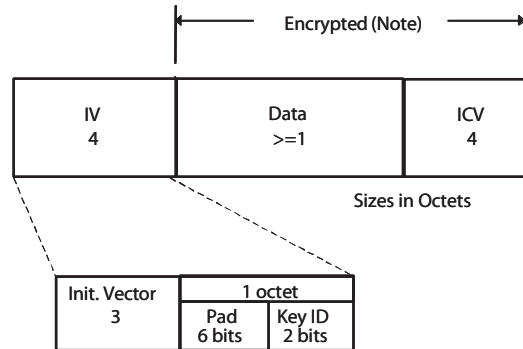 Encrypted (Note)
IV
4
Data
>=1
ICV
4
Sizes in Octets
Init. Vector
3
1 octet
Pad
6 bits
Key ID
2 bits